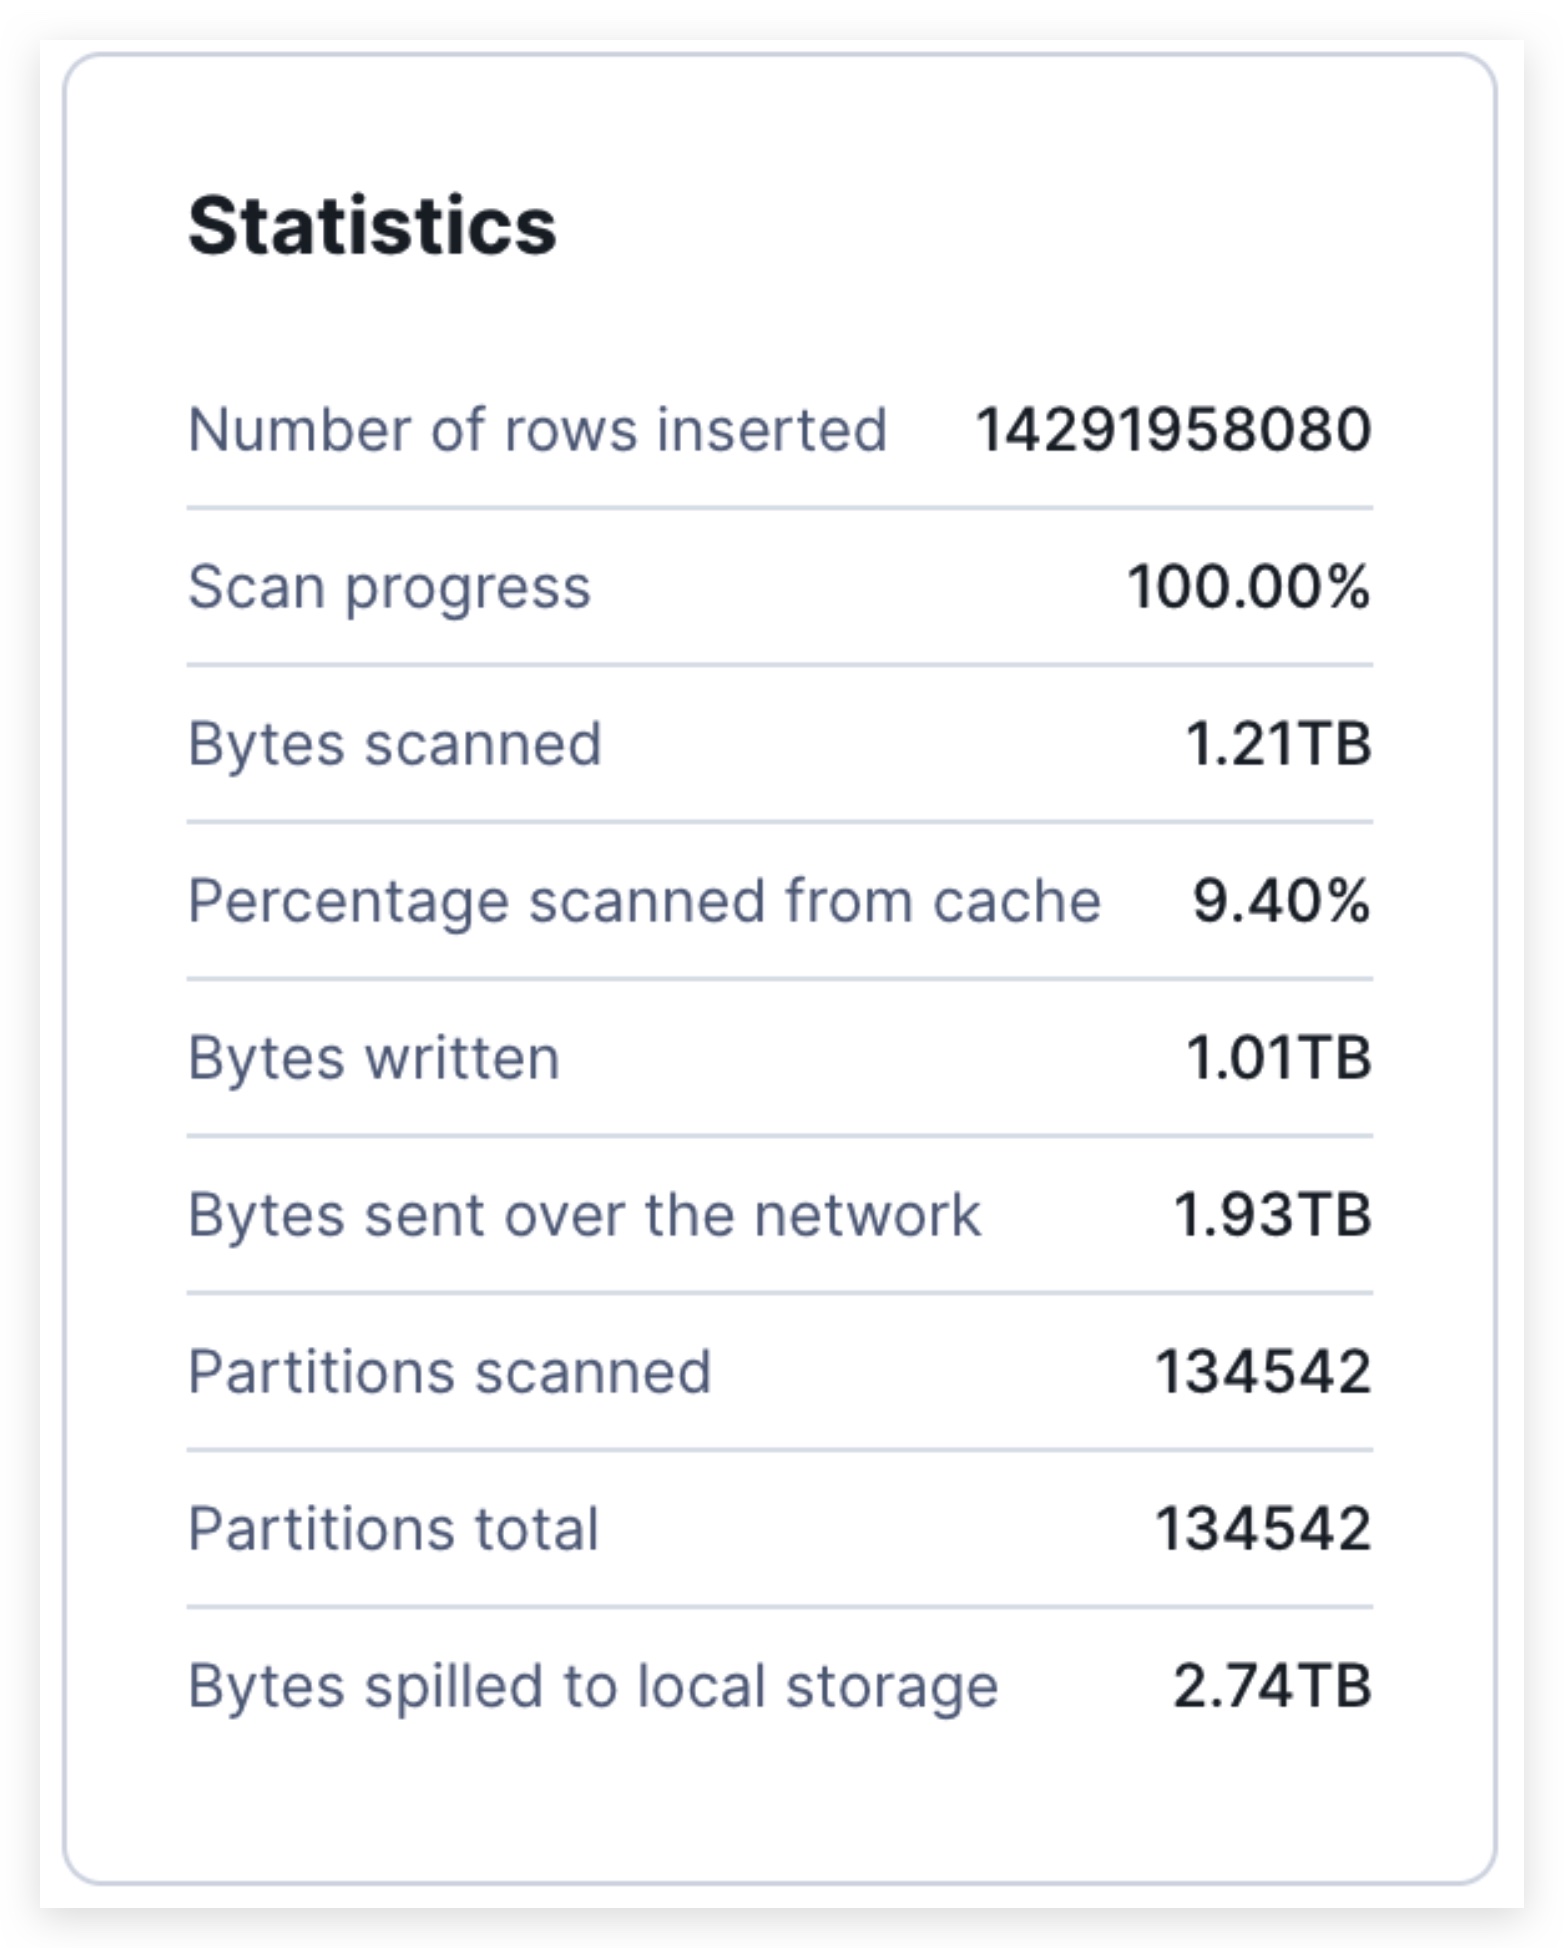 Statistics
Number of rows inserted 14291958080
Scan progress 100.00%
Bytes scanned 1.21TB
Percentage scanned from cache 9.40%
Bytes written 1.01TB
Bytes sent over the network 1.93TB
Partitions scanned 134542
Partitions total 134542
Bytes spilled to local storage 2.74TB